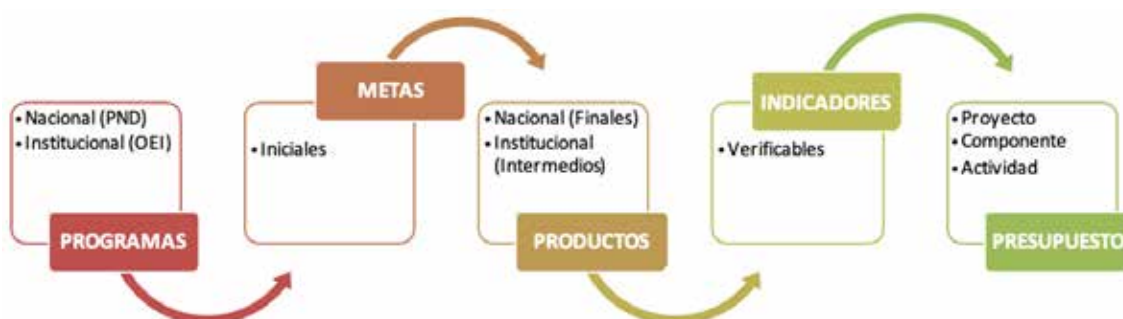 • Nacional (PND)
• Institucional (OEI)
PROGRAMAS
METAS
• Iniciales
• Nacional (Finales)
• Institucional
(Intermedios)
PRODUCTOS
INDICADORES
• Verificables
• Proyecto
• Componente
• Actividad
PRESUPUESTO